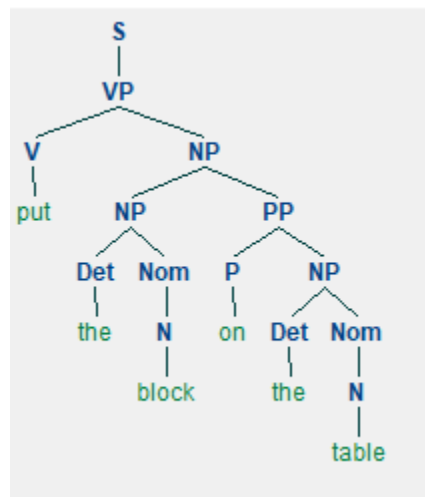 S
VP
V NP
put NP PP
Det Nom P NP
the N on Det Nom
block the N
table